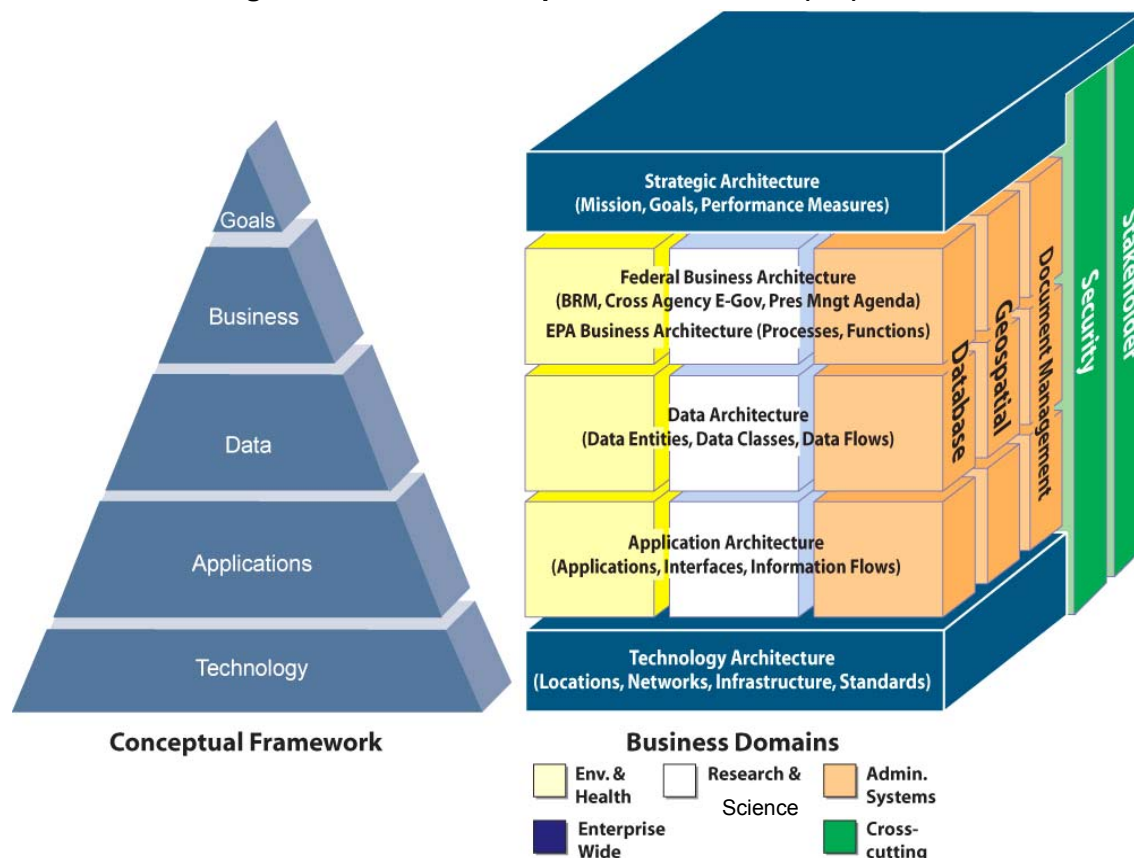 Goals
Business
Data
Applications
Technology
Conceptual Framework
Strategic Architecture
(Mission, Goals, Performance Measures)
Federal Business Architecture
(BRM, Cross Agency E-Gov, Pres Mngt Agenda)
EPA Business Architecture (Processes, Functions)
Data Architecture
(Data Entities, Data Classes, Data Flows)
Application Architecture
(Applications, Interfaces, Information Flows)
Technology Architecture
(Locations, Networks, Infrastructure, Standards)
Database
Geospatial
Document Management
Security
Stakeholder
Business Domains
Env. &
Health
Research &
Science
Admin.
Systems
Enterprise
Wide
Cross-
cutting